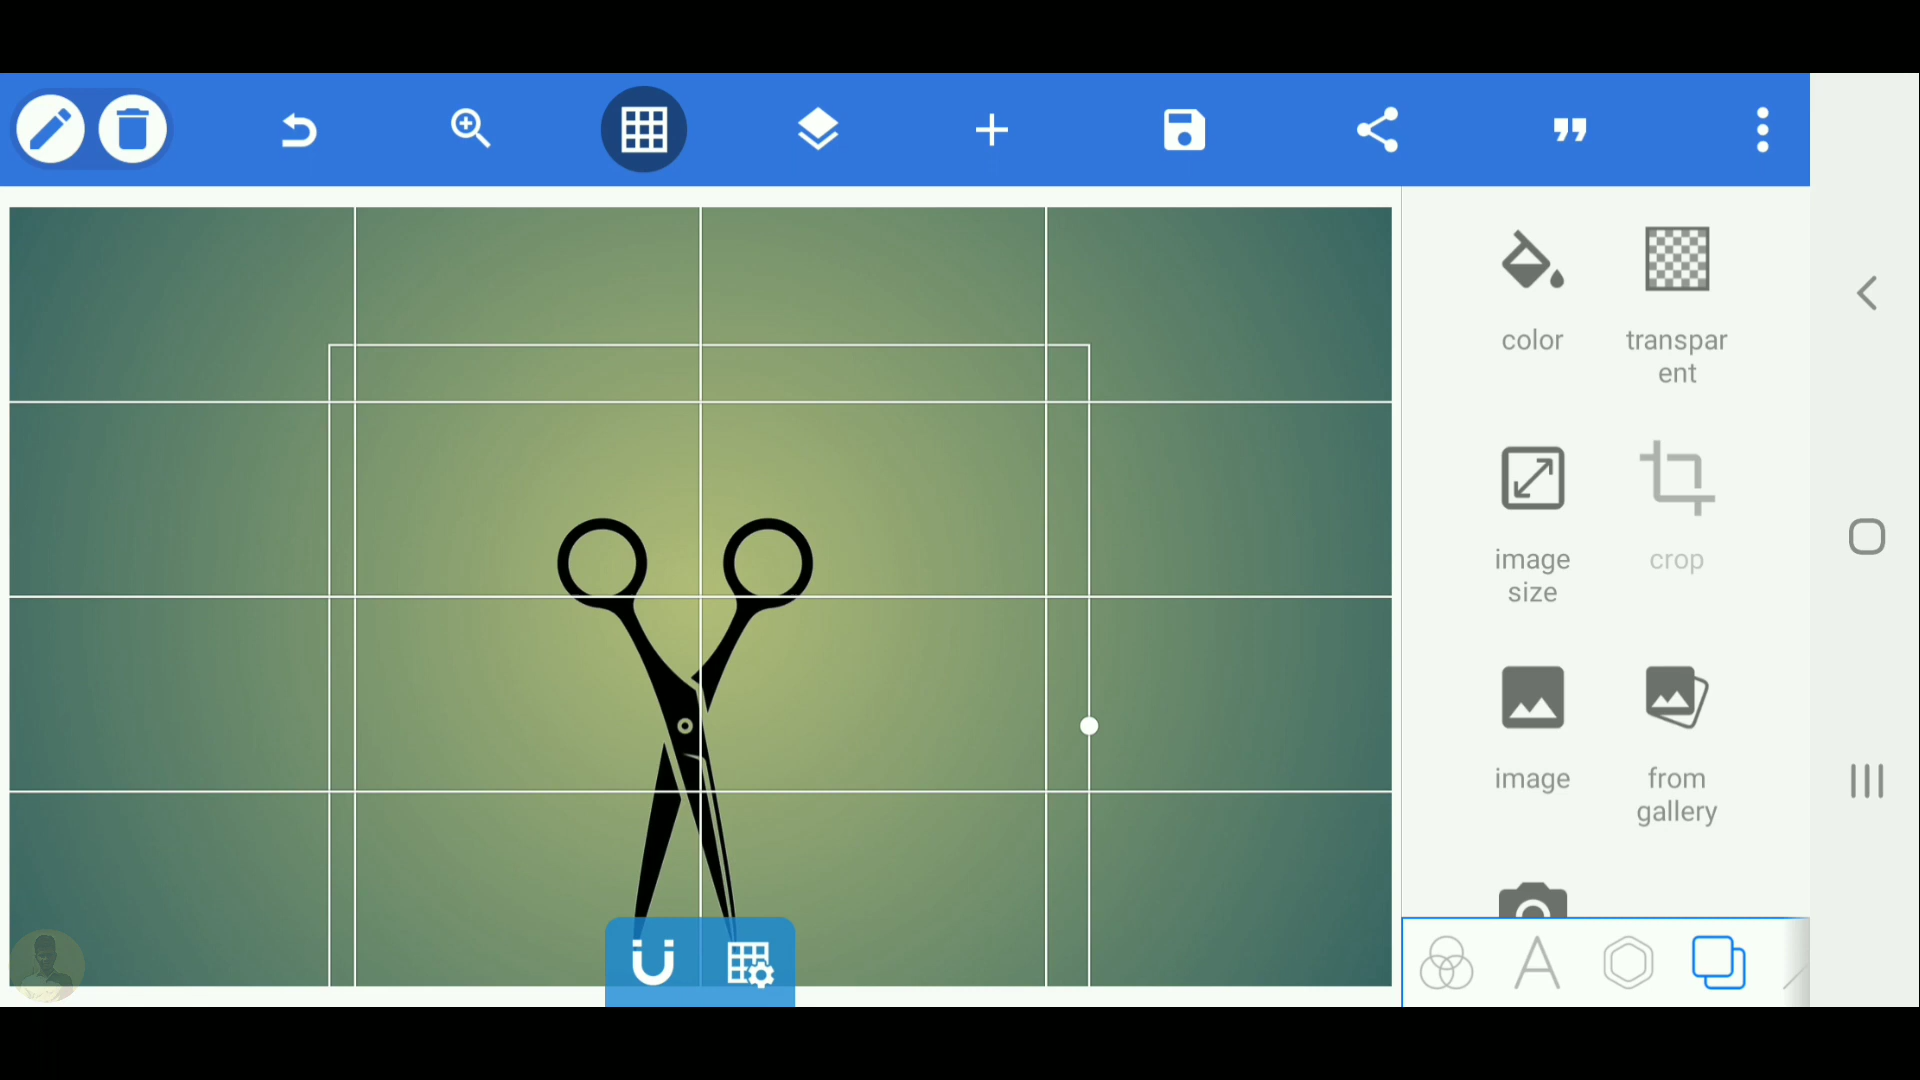 color
transpar
ent
image
size
crop
image
from
gallery